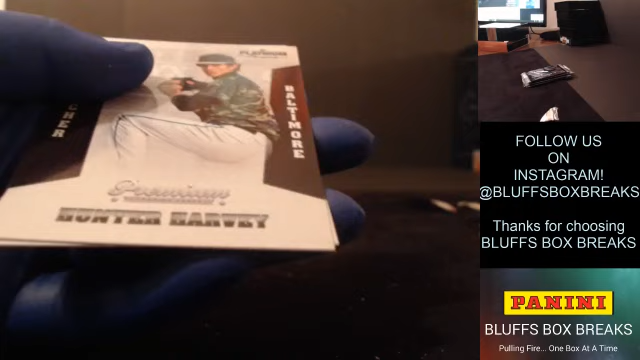 BALTIMORE
Premium
HUNTER HARVEY
FOLLOW US
ON
INSTAGRAM!
@BLUFFSBOXBREAKS
Thanks for choosing
BLUFFS BOX BREAKS
PANINI
BLUFFS BOX BREAKS
Pulling Fire... One Box At A Time